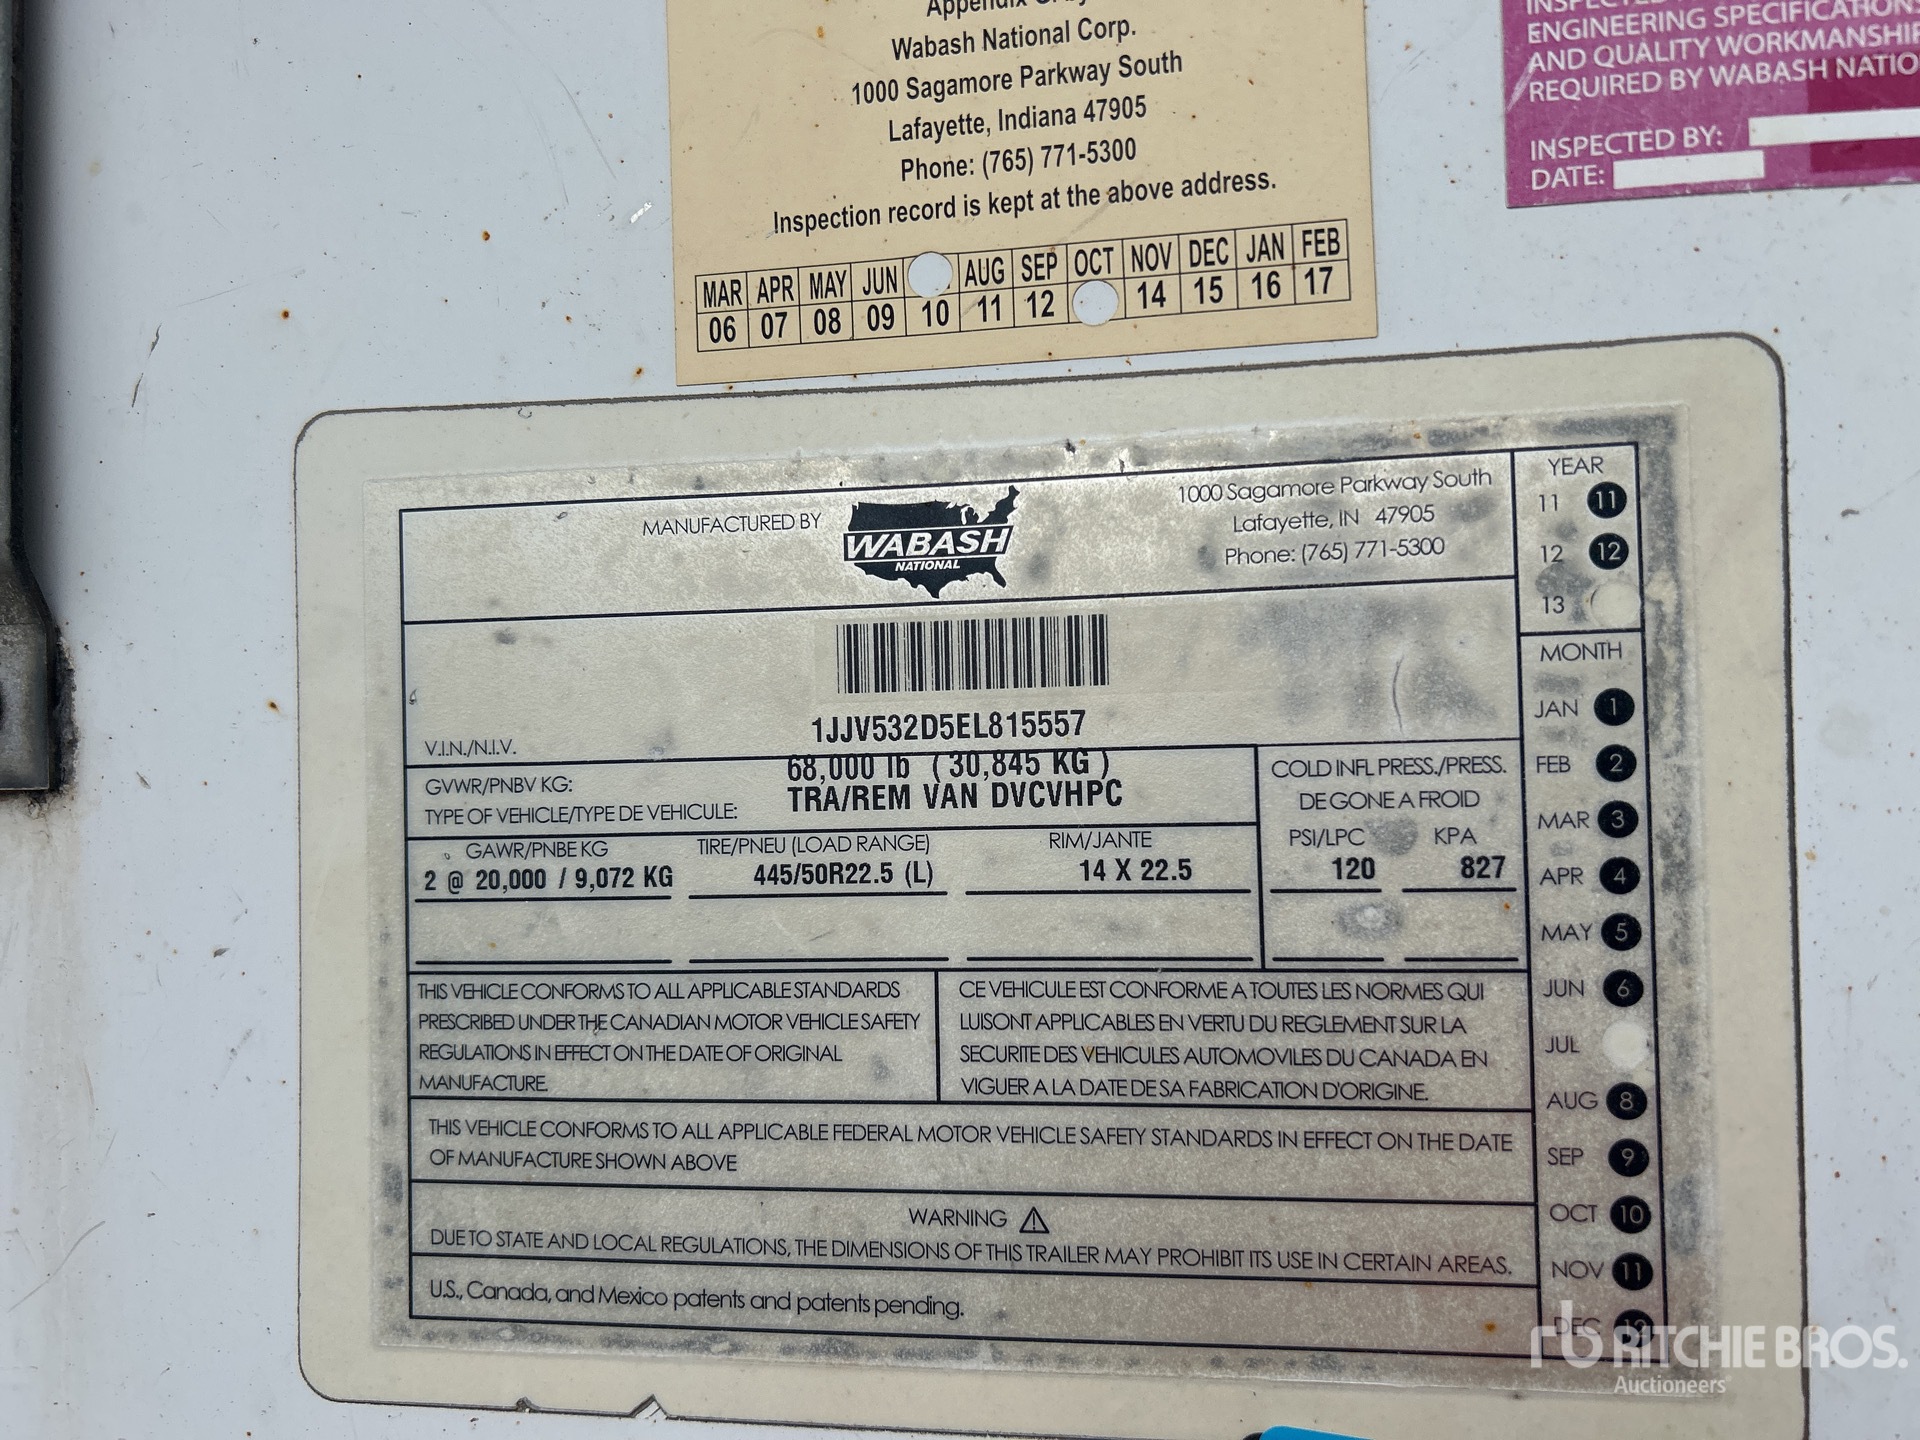 Appendix G. by
Wabash National Corp.
1000 Sagamore Parkway South
Lafayette, Indiana 47905
Phone: (765) 771-5300
Inspection record is kept at the above address.
MAR APR MAY JUN AUG SEP OCT NOV DEC JAN FEB
06 07 08 09 10 11 12 14 15 16 17
ENGINEERING SPECIFICATIONS
AND QUALITY WORKMANSHIP
REQUIRED BY WABASH NATIO
INSPECTED BY:
DATE:
MANUFACTURED BY
WABASH
NATIONAL
1000 Sagamore Parkway South
Lafayette, IN 47905
Phone: (765) 771-5300
V.I.N./N.I.V.
1JJV532D5EL815557
GVWR/PNBV KG: 68,000 lb ( 30,845 KG )
TYPE OF VEHICLE/TYPE DE VEHICULE: TRA/REM VAN DVCVHPC
COLD INFL PRESS./PRESS.
DE GONE A FROID
GAWR/PNBE KG TIRE/PNEU (LOAD RANGE) RIM/JANTE PSI/LPC KPA
2 @ 20,000 / 9,072 KG 445/50R22.5 (L) 14 X 22.5 120 827
THIS VEHICLE CONFORMS TO ALL APPLICABLE STANDARDS
PRESCRIBED UNDER THE CANADIAN MOTOR VEHICLE SAFETY
REGULATIONS IN EFFECT ON THE DATE OF ORIGINAL
MANUFACTURE.
CE VEHICULE EST CONFORME A TOUTES LES NORMES QUI
LUISONT APPLICABLES EN VERTU DU REGLEMENT SUR LA
SECURITE DES VEHICULES AUTOMOVILES DU CANADA EN
VIGUER A LA DATE DE SA FABRICATION D'ORIGINE.
THIS VEHICLE CONFORMS TO ALL APPLICABLE FEDERAL MOTOR VEHICLE SAFETY STANDARDS IN EFFECT ON THE DATE
OF MANUFACTURE SHOWN ABOVE
WARNING
DUE TO STATE AND LOCAL REGULATIONS, THE DIMENSIONS OF THIS TRAILER MAY PROHIBIT ITS USE IN CERTAIN AREAS.
U.S., Canada, and Mexico patents and patents pending.
YEAR
11 11
12 12
13
MONTH
JAN 1
FEB 2
MAR 3
APR 4
MAY 5
JUN 6
JUL
AUG 8
SEP 9
OCT 10
NOV 11
DEC 12
rb RITCHIE BROS.
Auctioneers